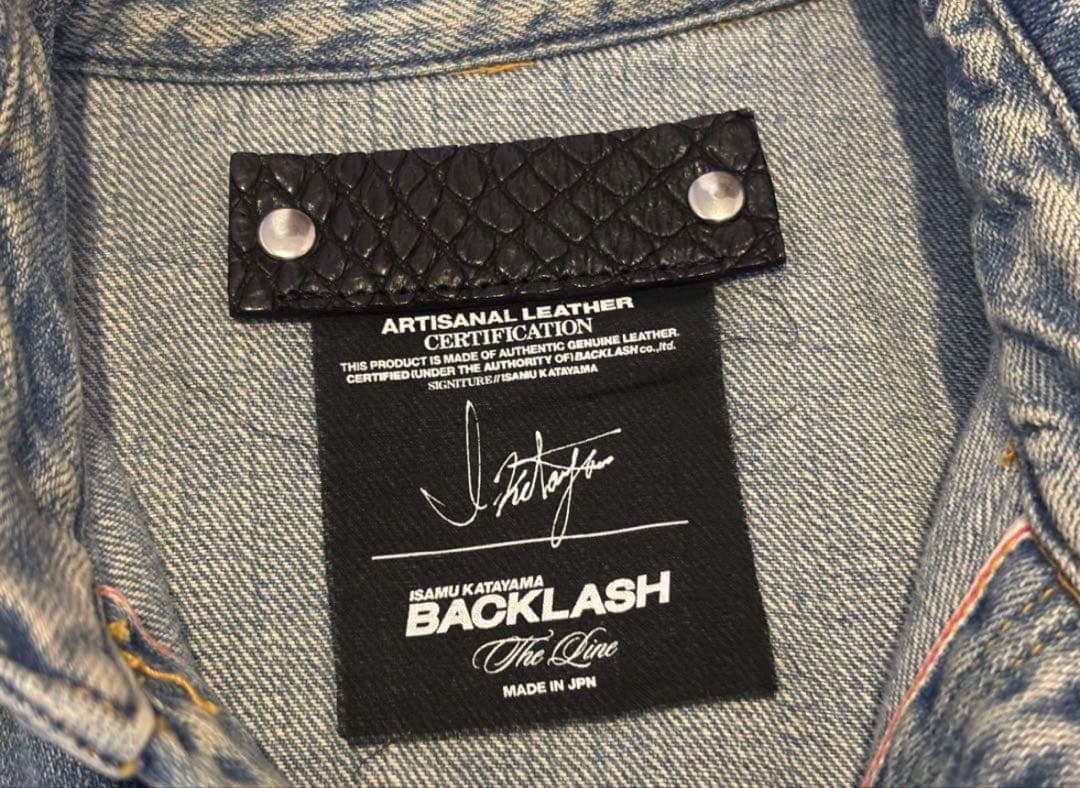 ARTISANAL LEATHER
CERTIFICATION
THIS PRODUCT IS MADE OF AUTHENTIC GENUINE LEATHER.
CERTIFIED(UNDER THE AUTHORITY OF)BACKLASH co.,ltd.
SIGNITURE//ISAMU KATAYAMA
I. Katayama
ISAMU KATAYAMA
BACKLASH
The Line
MADE IN JPN